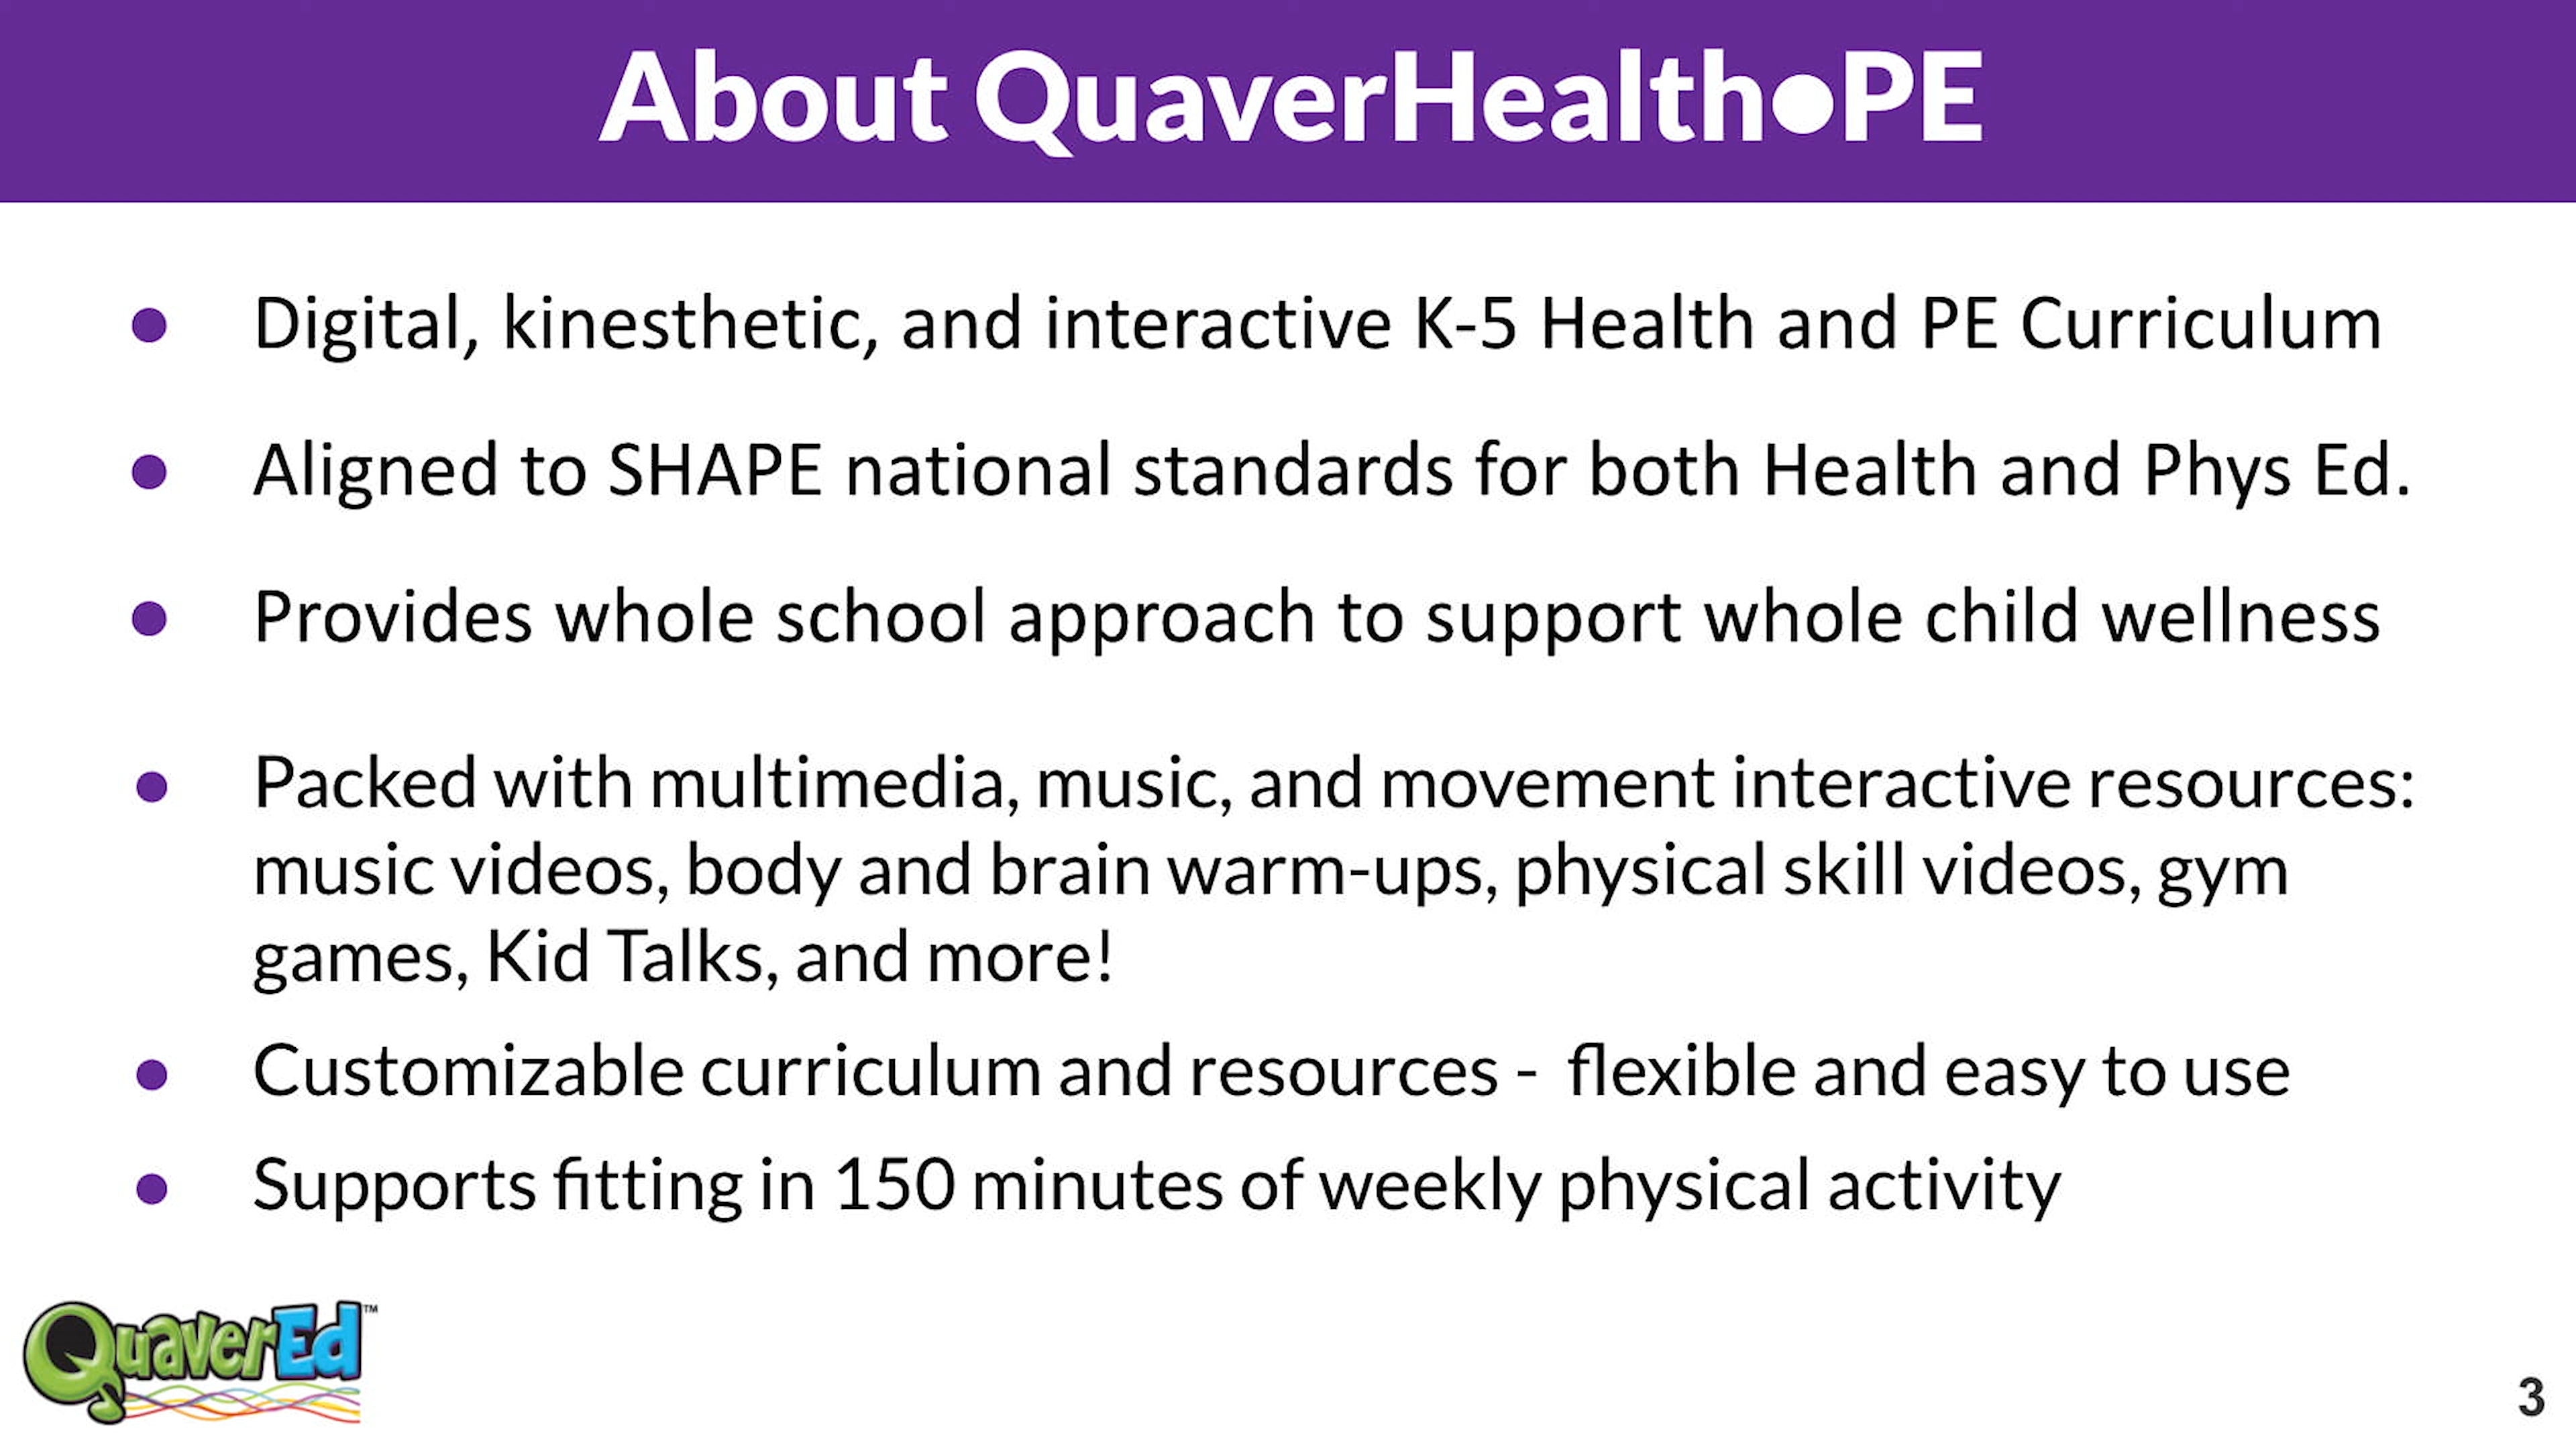 About QuaverHealth●PE
● Digital, kinesthetic, and interactive K-5 Health and PE Curriculum
● Aligned to SHAPE national standards for both Health and Phys Ed.
● Provides whole school approach to support whole child wellness
● Packed with multimedia, music, and movement interactive resources:
music videos, body and brain warm-ups, physical skill videos, gym
games, Kid Talks, and more!
● Customizable curriculum and resources -  flexible and easy to use
● Supports fitting in 150 minutes of weekly physical activity
QuaverEd™
3